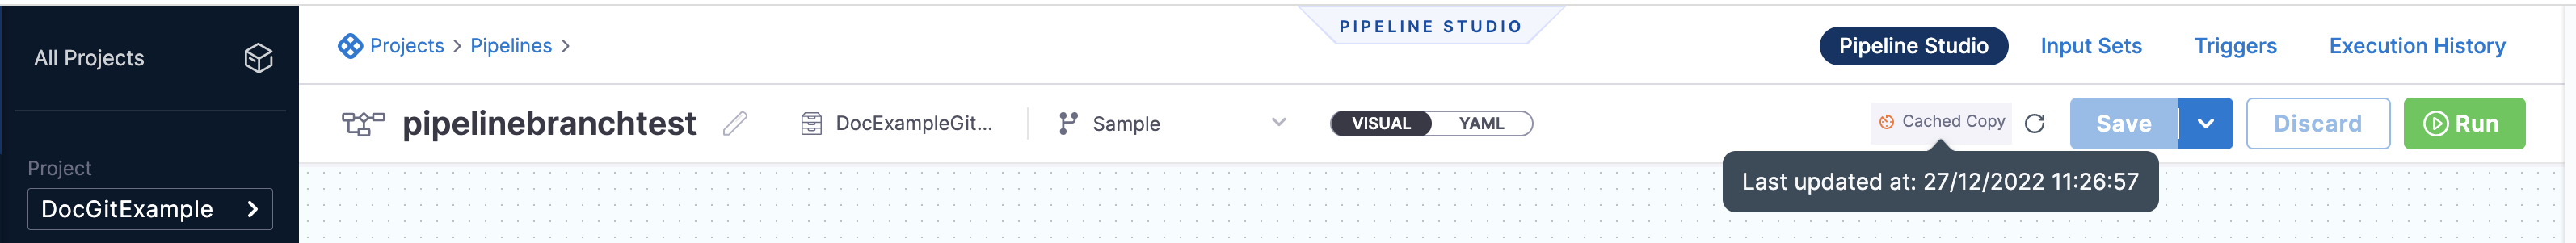 All Projects
Project
DocGitExample
Projects > Pipelines >
PIPELINE STUDIO
Pipeline Studio
Input Sets
Triggers
Execution History
pipelinebranchtest
DocExampleGit...
Sample
VISUAL
YAML
Cached Copy
Save
Discard
Run
Last updated at: 27/12/2022 11:26:57